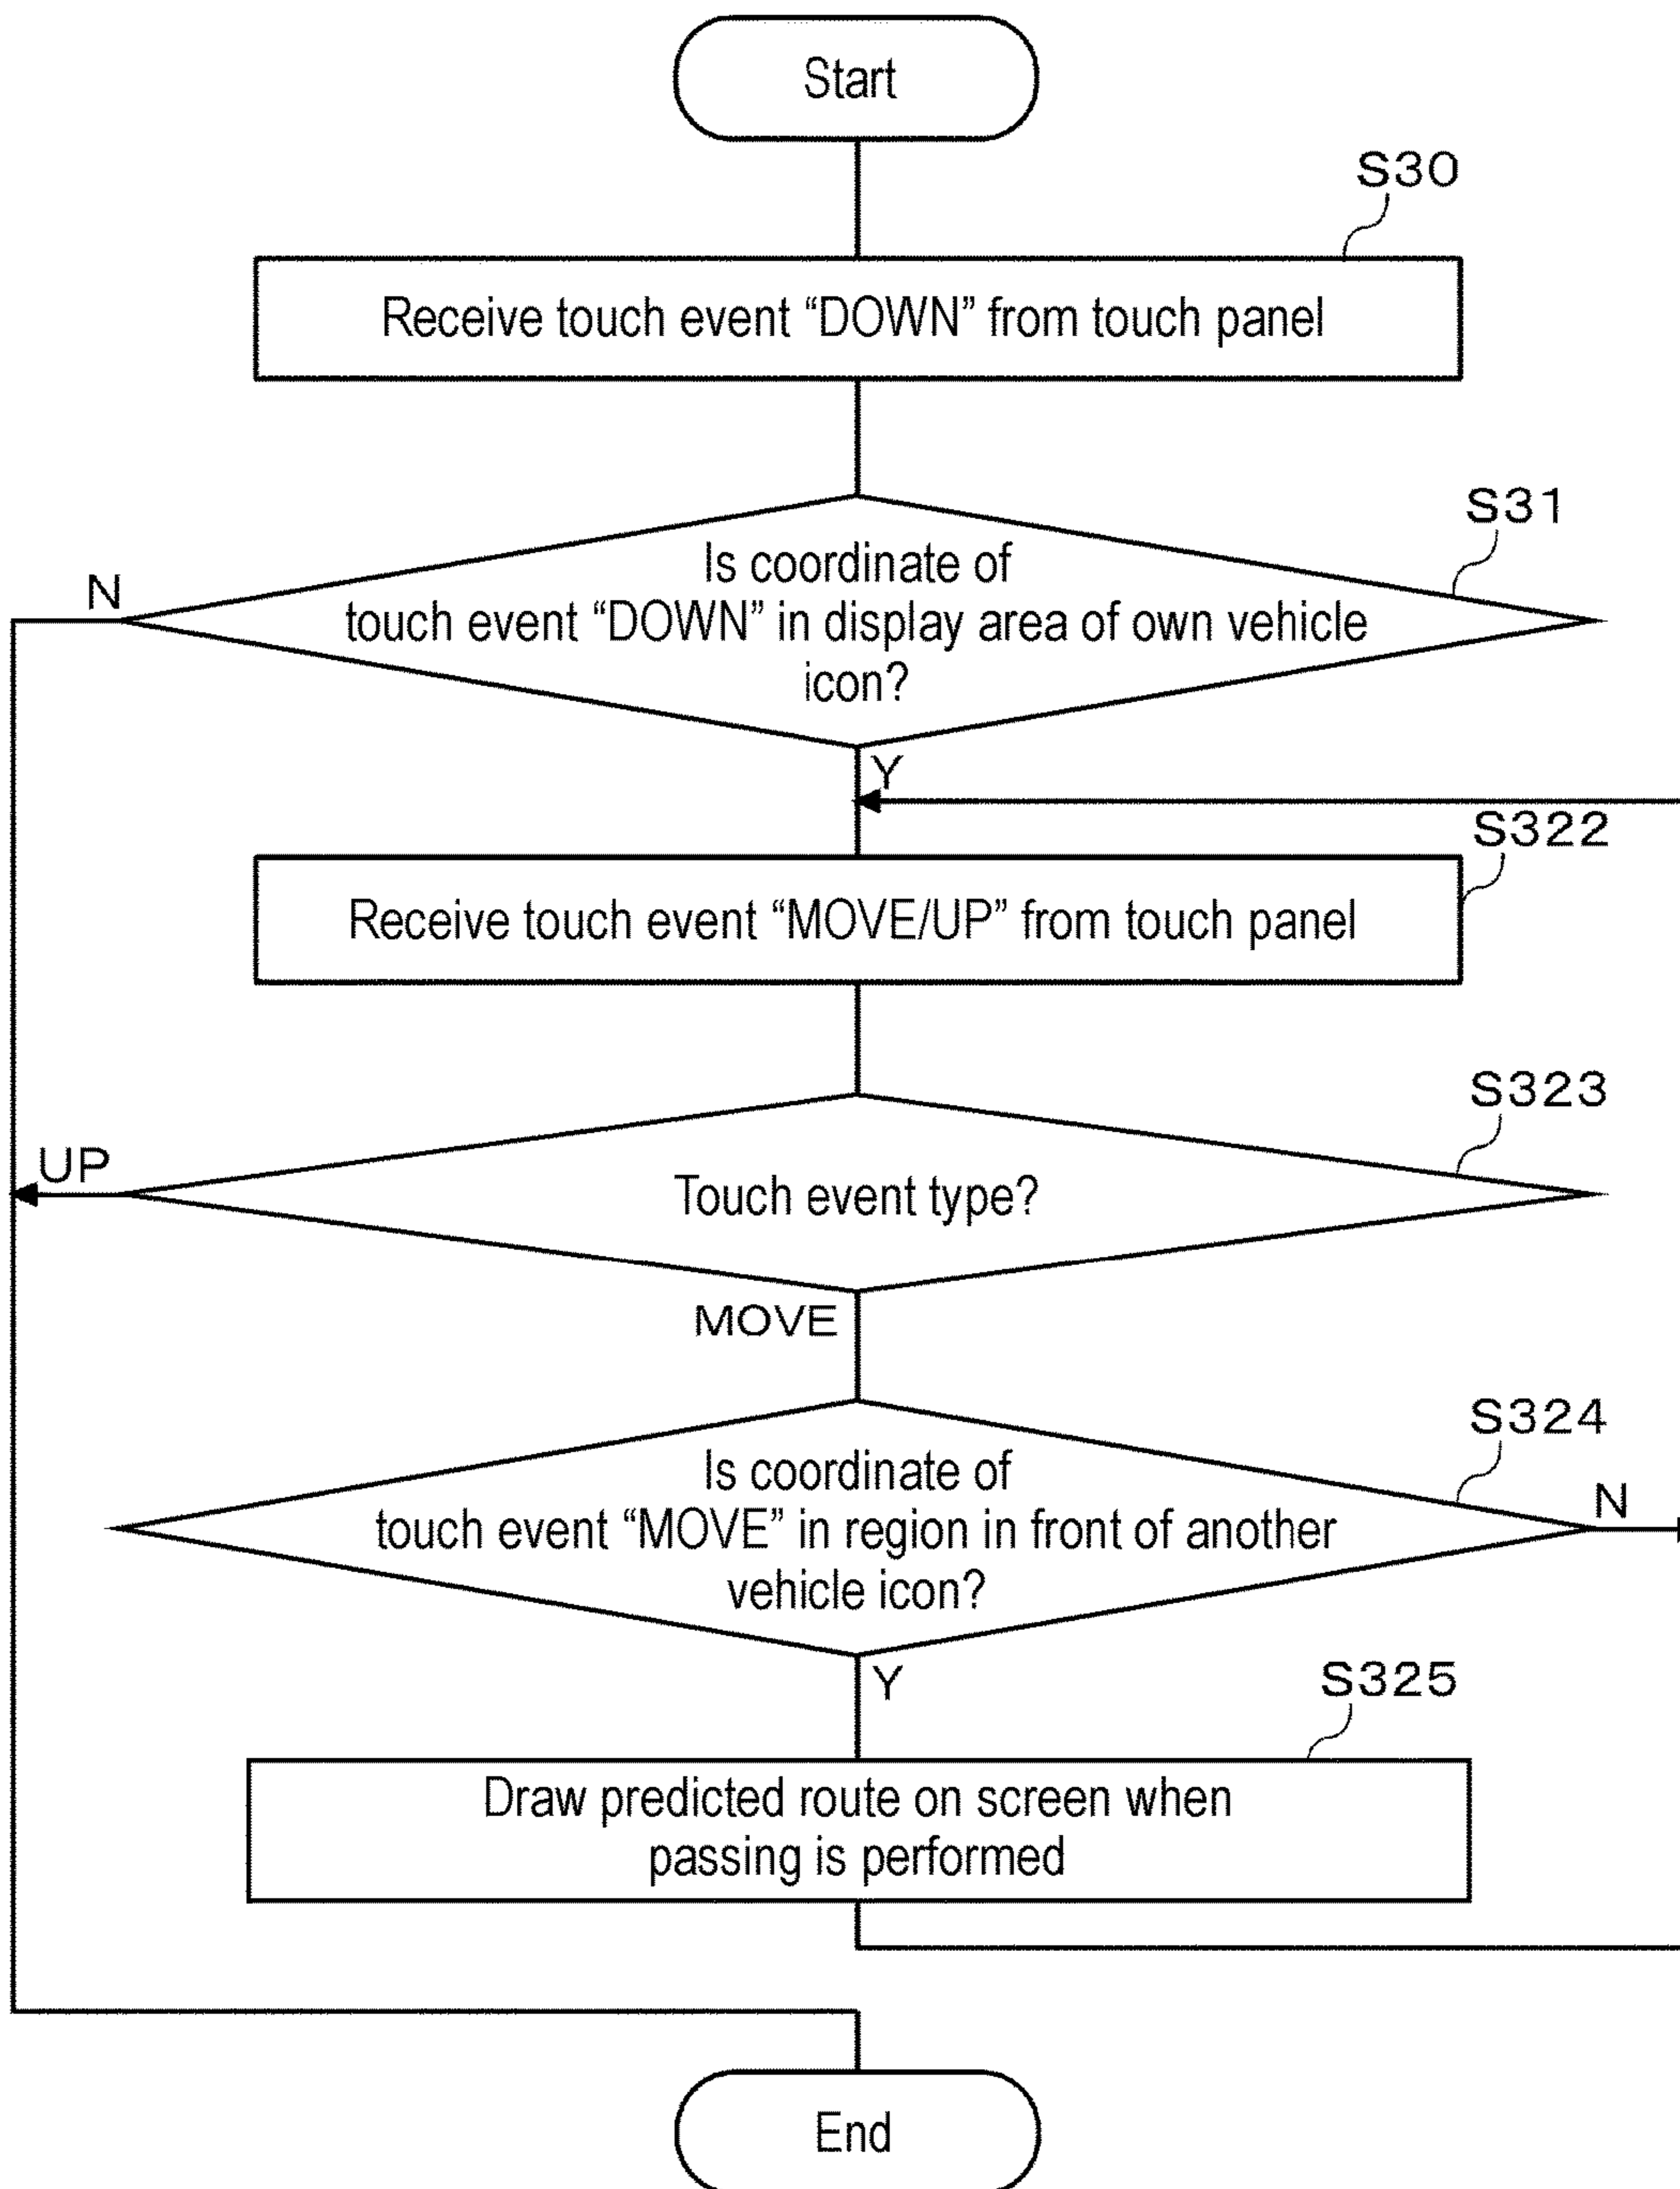 Start
S30
Receive touch event “DOWN” from touch panel
S31
Is coordinate of
N
touch event “DOWN” in display area of own vehicle
icon?
Y
S322
Receive touch event “MOVE/UP” from touch panel
S323
UP
Touch event type?
MOVE
S324
Is coordinate of
N
touch event “MOVE” in region in front of another
vehicle icon?
Y
S325
Draw predicted route on screen when
passing is performed
End